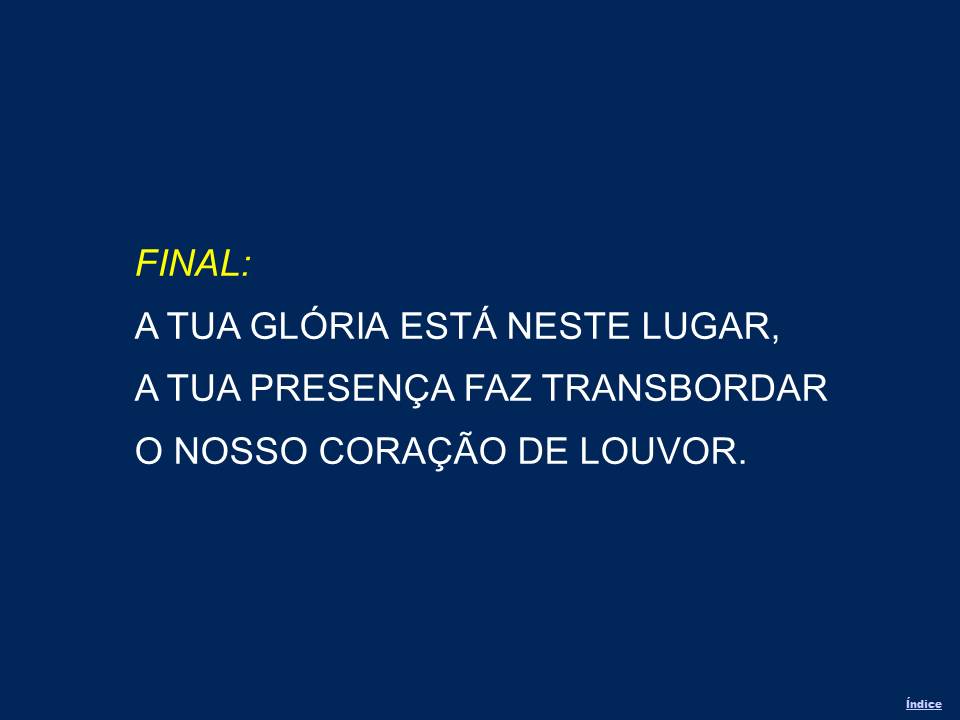 FINAL:
A TUA GLÓRIA ESTÁ NESTE LUGAR,
A TUA PRESENÇA FAZ TRANSBORDAR
O NOSSO CORAÇÃO DE LOUVOR.
Índice